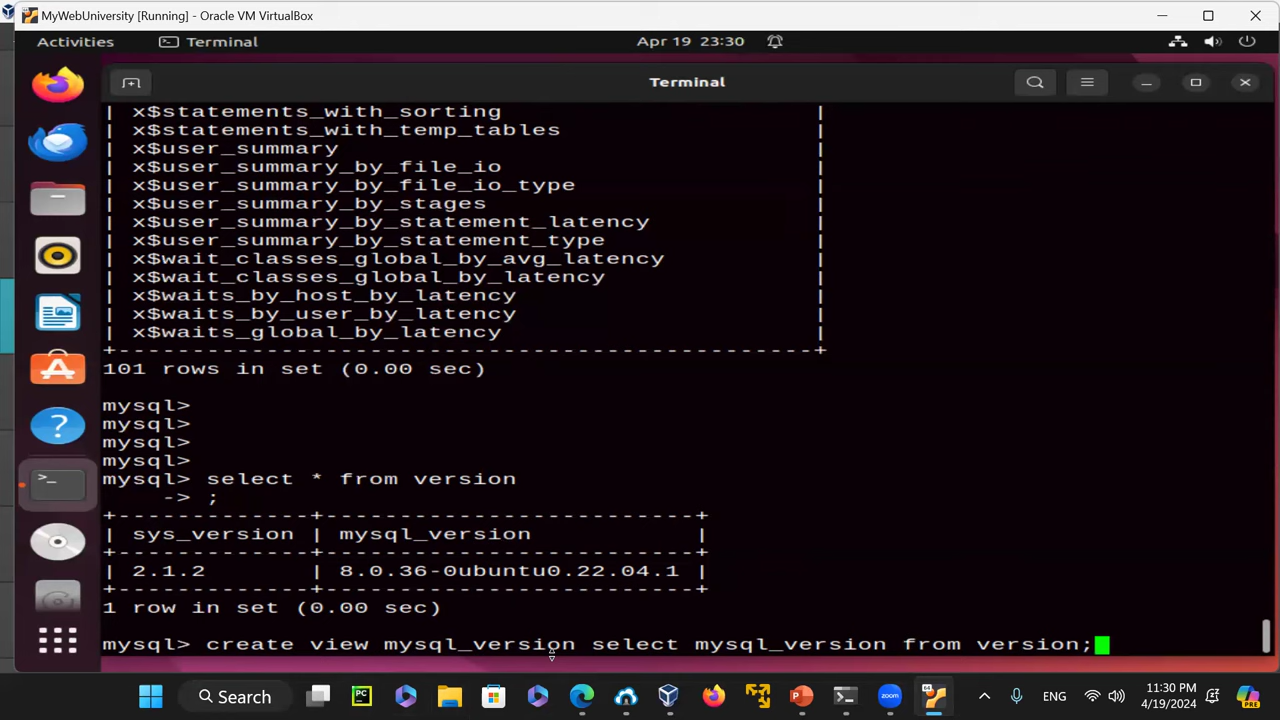 MyWebUniversity [Running] - Oracle VM VirtualBox
Activities Terminal Apr 19 23:30
Terminal
| x$statements_with_sorting |
| x$statements_with_temp_tables |
| x$user_summary |
| x$user_summary_by_file_io |
| x$user_summary_by_file_io_type |
| x$user_summary_by_stages |
| x$user_summary_by_statement_latency |
| x$user_summary_by_statement_type |
| x$wait_classes_global_by_avg_latency |
| x$wait_classes_global_by_latency |
| x$waits_by_host_by_latency |
| x$waits_by_user_by_latency |
| x$waits_global_by_latency |
+-----------------------------------------------+
101 rows in set (0.00 sec)
mysql>
mysql>
mysql>
mysql>
mysql> select * from version
-> ;
+-------------+-------------------------+
| sys_version | mysql_version |
+-------------+-------------------------+
| 2.1.2 | 8.0.36-0ubuntu0.22.04.1 |
+-------------+-------------------------+
1 row in set (0.00 sec)
mysql> create view mysql_version select mysql_version from version;
Search PC zoom ENG 11:30 PM
4/19/2024 PRE